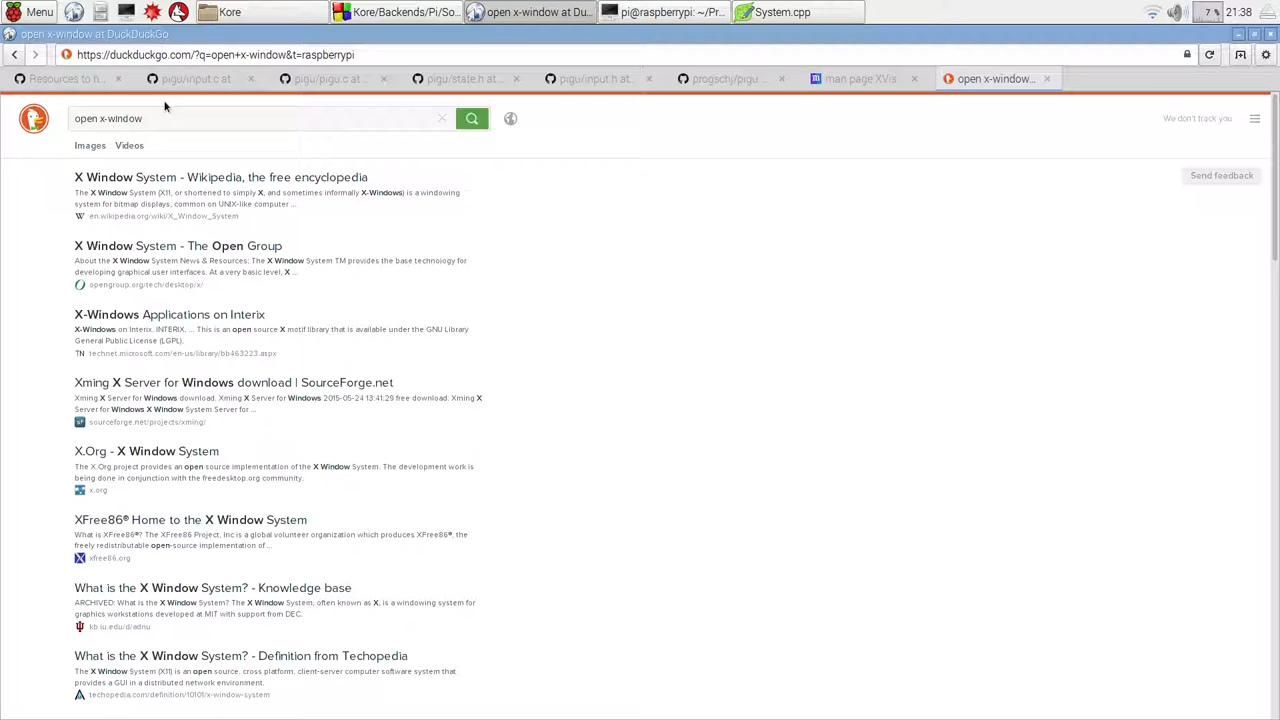 Menu
Kore
Kore/Backends/Pi/So...
open x-window at Du...
pi@raspberrypi: ~/Pr...
System.cpp
7 %
21:38
open x-window at DuckDuckGo
https://duckduckgo.com/?q=open+x-window&t=raspberrypi
Resources to h...
pigu/input.c at
pigu/pigu.c at...
pigu/state.h at...
pigu/input.h at...
progschj/pigu
man page XVis
open x-window...
open x-window
We don't track you
Images Videos
Send feedback
X Window System - Wikipedia, the free encyclopedia
The X Window System (X11, or shortened to simply X, and sometimes informally X-Windows) is a windowing
system for bitmap displays, common on UNIX-like computer ...
W en.wikipedia.org/wiki/X_Window_System
X Window System - The Open Group
About the X Window System News & Resources: The X Window System TM provides the base technology for
developing graphical user interfaces. At a very basic level, X ...
opengroup.org/tech/desktop/x/
X-Windows Applications on Interix
X-Windows on Interix. INTERIX. ... This is an open source X motif library that is available under the GNU Library
General Public License (LGPL).
TN technet.microsoft.com/en-us/library/bb463223.aspx
Xming X Server for Windows download | SourceForge.net
Xming X Server for Windows download. Xming X Server for Windows 2015-05-24 13:41:29 free download. Xming X
Server for Windows X Window System Server for ...
sourceforge.net/projects/xming/
X.Org - X Window System
The X.Org project provides an open source implementation of the X Window System. The development work is
being done in conjunction with the freedesktop.org community.
x.org
XFree86® Home to the X Window System
What is XFree86®? The XFree86 Project, Inc is a global volunteer organization which produces XFree86®, the
freely redistributable open-source implementation of...
xfree86.org
What is the X Window System? - Knowledge base
ARCHIVED: What is the X Window System? The X Window System, often known as X, is a windowing system for
graphics workstations developed at MIT with support from DEC.
kb.iu.edu/d/adnu
What is the X Window System? - Definition from Techopedia
The X Window System (X11) is an open source, cross platform, client-server computer software system that
provides a GUI in a distributed network environment.
techopedia.com/definition/10101/x-window-system